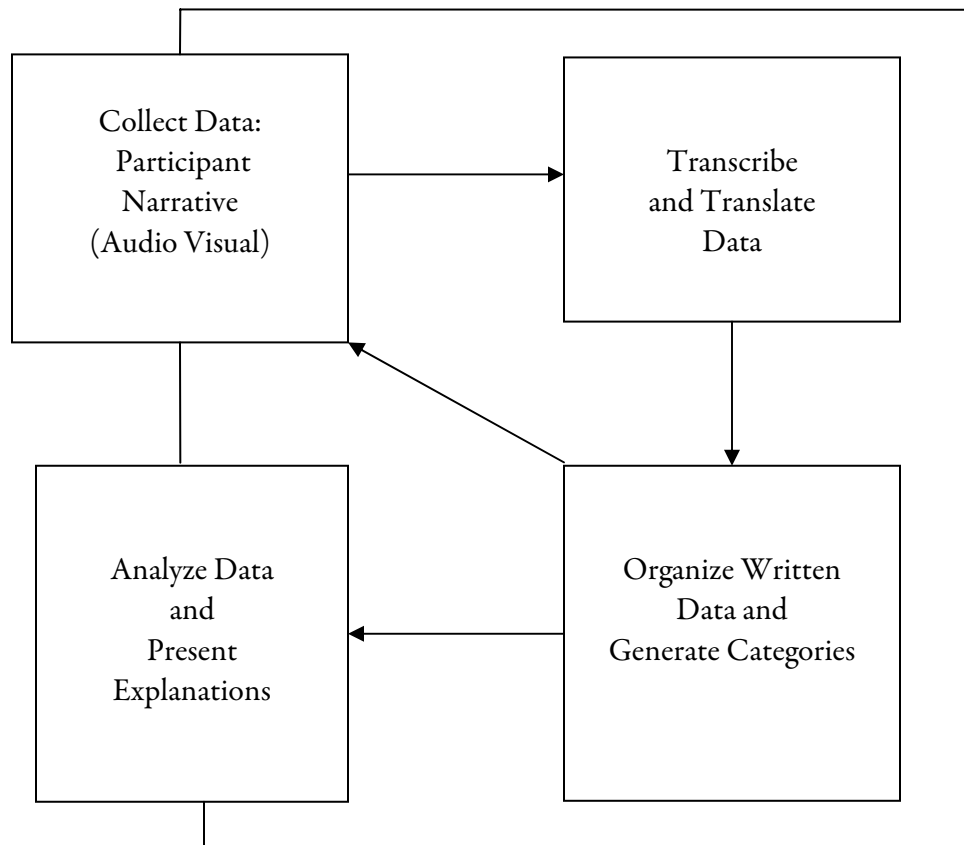 Collect Data:
Participant
Narrative
(Audio Visual)
Transcribe
and Translate
Data
Analyze Data
and
Present
Explanations
Organize Written
Data and
Generate Categories